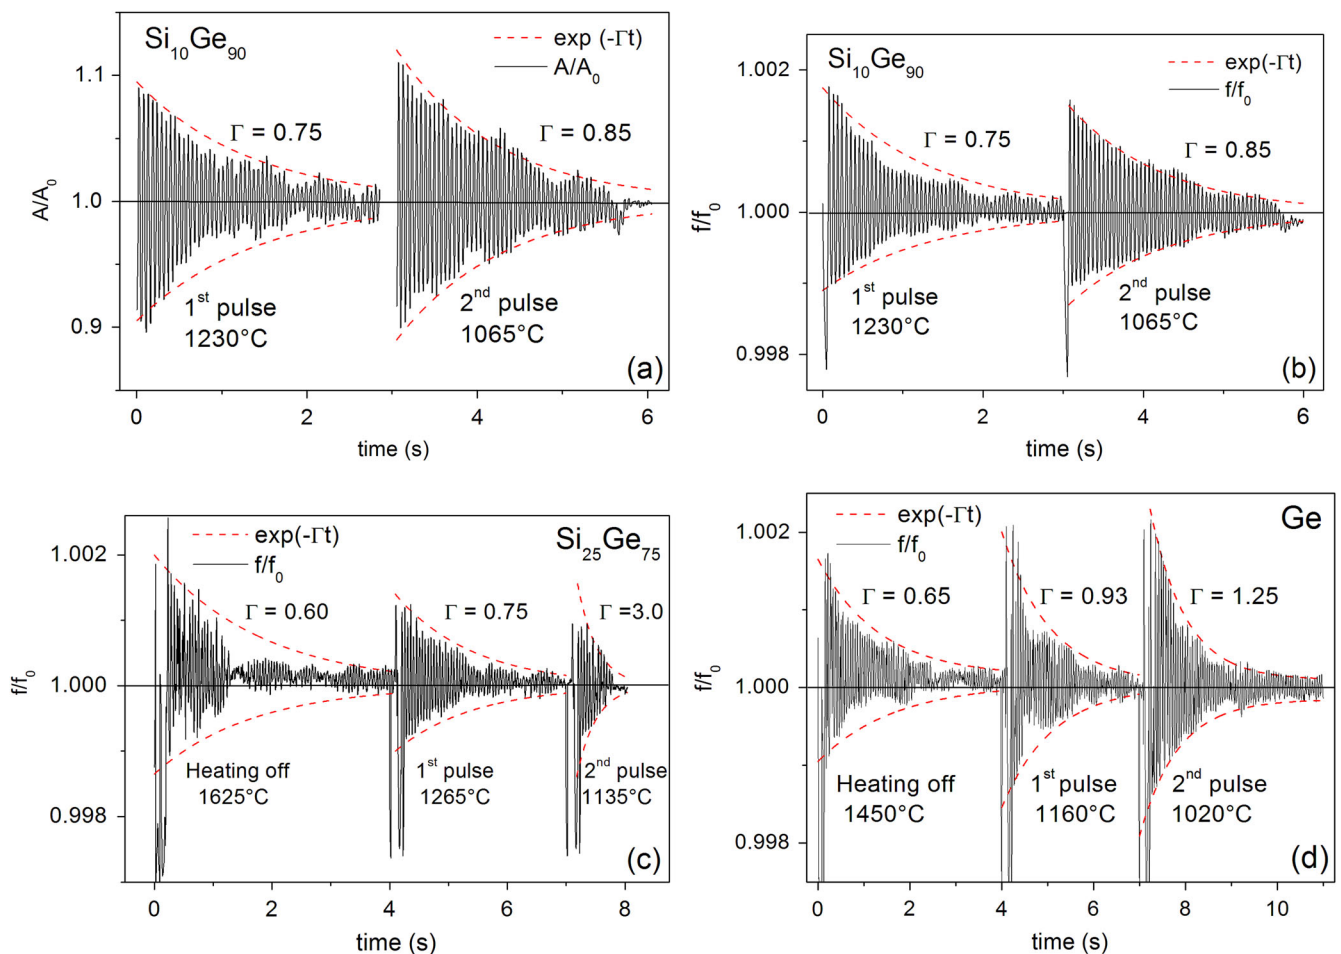 Si₁₀Ge₉₀
exp (-Γt)
A/A₀
1.1
1.0
0.9
A/A₀
Γ = 0.75
Γ = 0.85
1ˢᵗ pulse
1230°C
2ⁿᵈ pulse
1065°C
(a)
0 2 4 6
time (s)
Si₁₀Ge₉₀
exp(-Γt)
f/f₀
1.002
1.000
0.998
f/f₀
Γ = 0.75
Γ = 0.85
1ˢᵗ pulse
1230°C
2ⁿᵈ pulse
1065°C
(b)
0 2 4 6
time (s)
exp(-Γt)
f/f₀
Si₂₅Ge₇₅
1.002
1.000
0.998
f/f₀
Γ = 0.60
Γ = 0.75
Γ =3.0
Heating off
1625°C
1ˢᵗ pulse
1265°C
2ⁿᵈ pulse
1135°C
(c)
0 2 4 6 8
time (s)
exp(-Γt)
f/f₀
Ge
1.002
1.000
0.998
f/f₀
Γ = 0.65
Γ = 0.93
Γ = 1.25
Heating off
1450°C
1ˢᵗ pulse
1160°C
2ⁿᵈ pulse
1020°C
(d)
0 2 4 6 8 10
time (s)